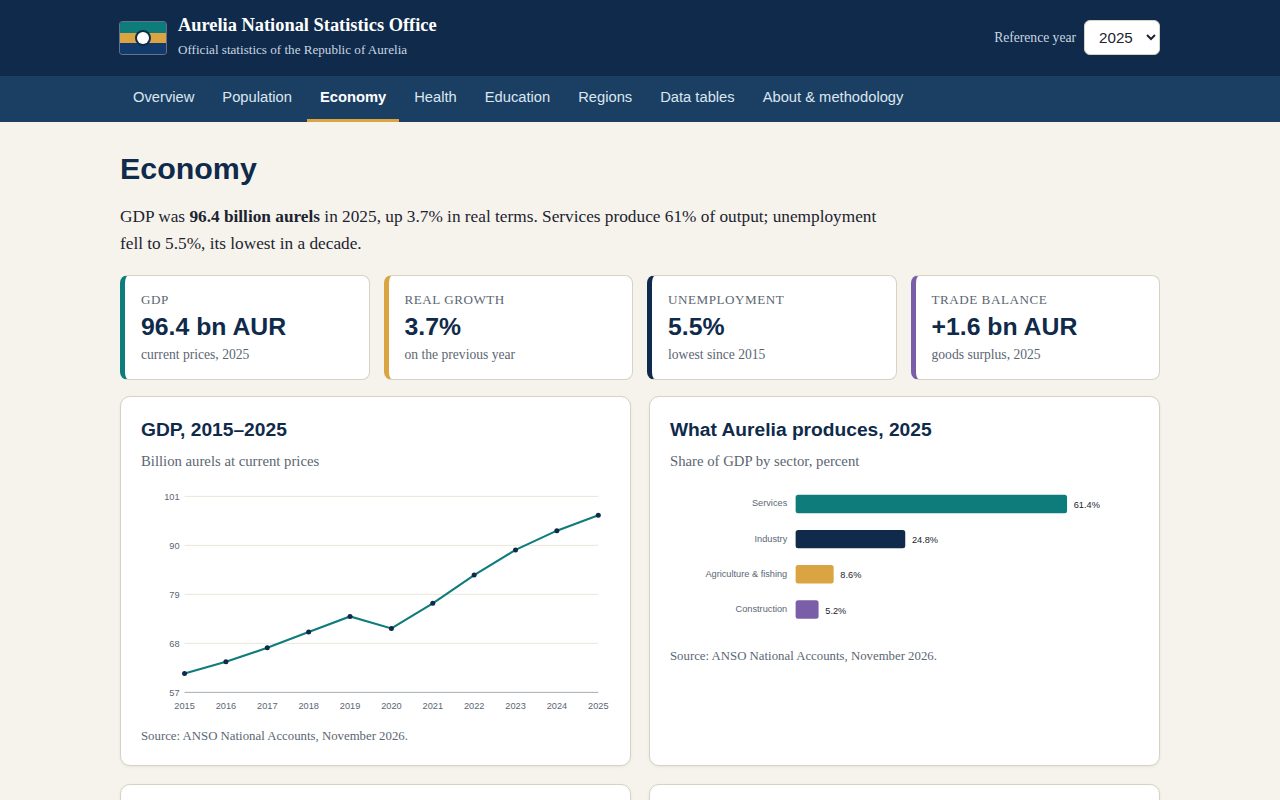 Aurelia National Statistics Office
Official statistics of the Republic of Aurelia
Reference year
2025
Overview
Population
Economy
Health
Education
Regions
Data tables
About & methodology
Economy
GDP was 96.4 billion aurels in 2025, up 3.7% in real terms. Services produce 61% of output; unemployment
fell to 5.5%, its lowest in a decade.
GDP
96.4 bn AUR
current prices, 2025
REAL GROWTH
3.7%
on the previous year
UNEMPLOYMENT
5.5%
lowest since 2015
TRADE BALANCE
+1.6 bn AUR
goods surplus, 2025
GDP, 2015–2025
Billion aurels at current prices
101
90
79
68
57
2015 2016 2017 2018 2019 2020 2021 2022 2023 2024 2025
Source: ANSO National Accounts, November 2026.
What Aurelia produces, 2025
Share of GDP by sector, percent
Services 61.4%
Industry 24.8%
Agriculture & fishing 8.6%
Construction 5.2%
Source: ANSO National Accounts, November 2026.